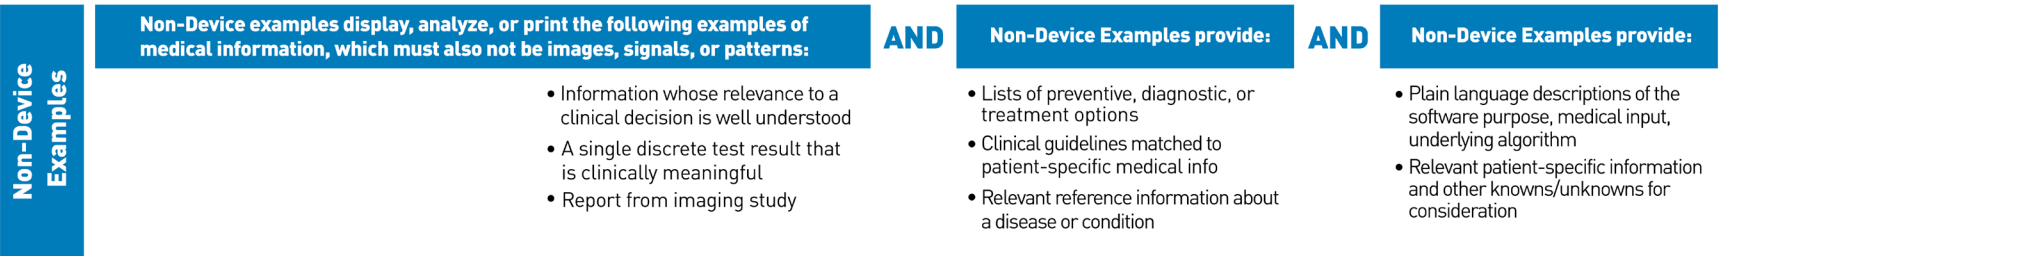 Non-Device
Examples
Non-Device examples display, analyze, or print the following examples of
medical information, which must also not be images, signals, or patterns:
• Information whose relevance to a
clinical decision is well understood
• A single discrete test result that
is clinically meaningful
• Report from imaging study
AND
Non-Device Examples provide:
• Lists of preventive, diagnostic, or
treatment options
• Clinical guidelines matched to
patient-specific medical info
• Relevant reference information about
a disease or condition
AND
Non-Device Examples provide:
• Plain language descriptions of the
software purpose, medical input,
underlying algorithm
• Relevant patient-specific information
and other knowns/unknowns for
consideration